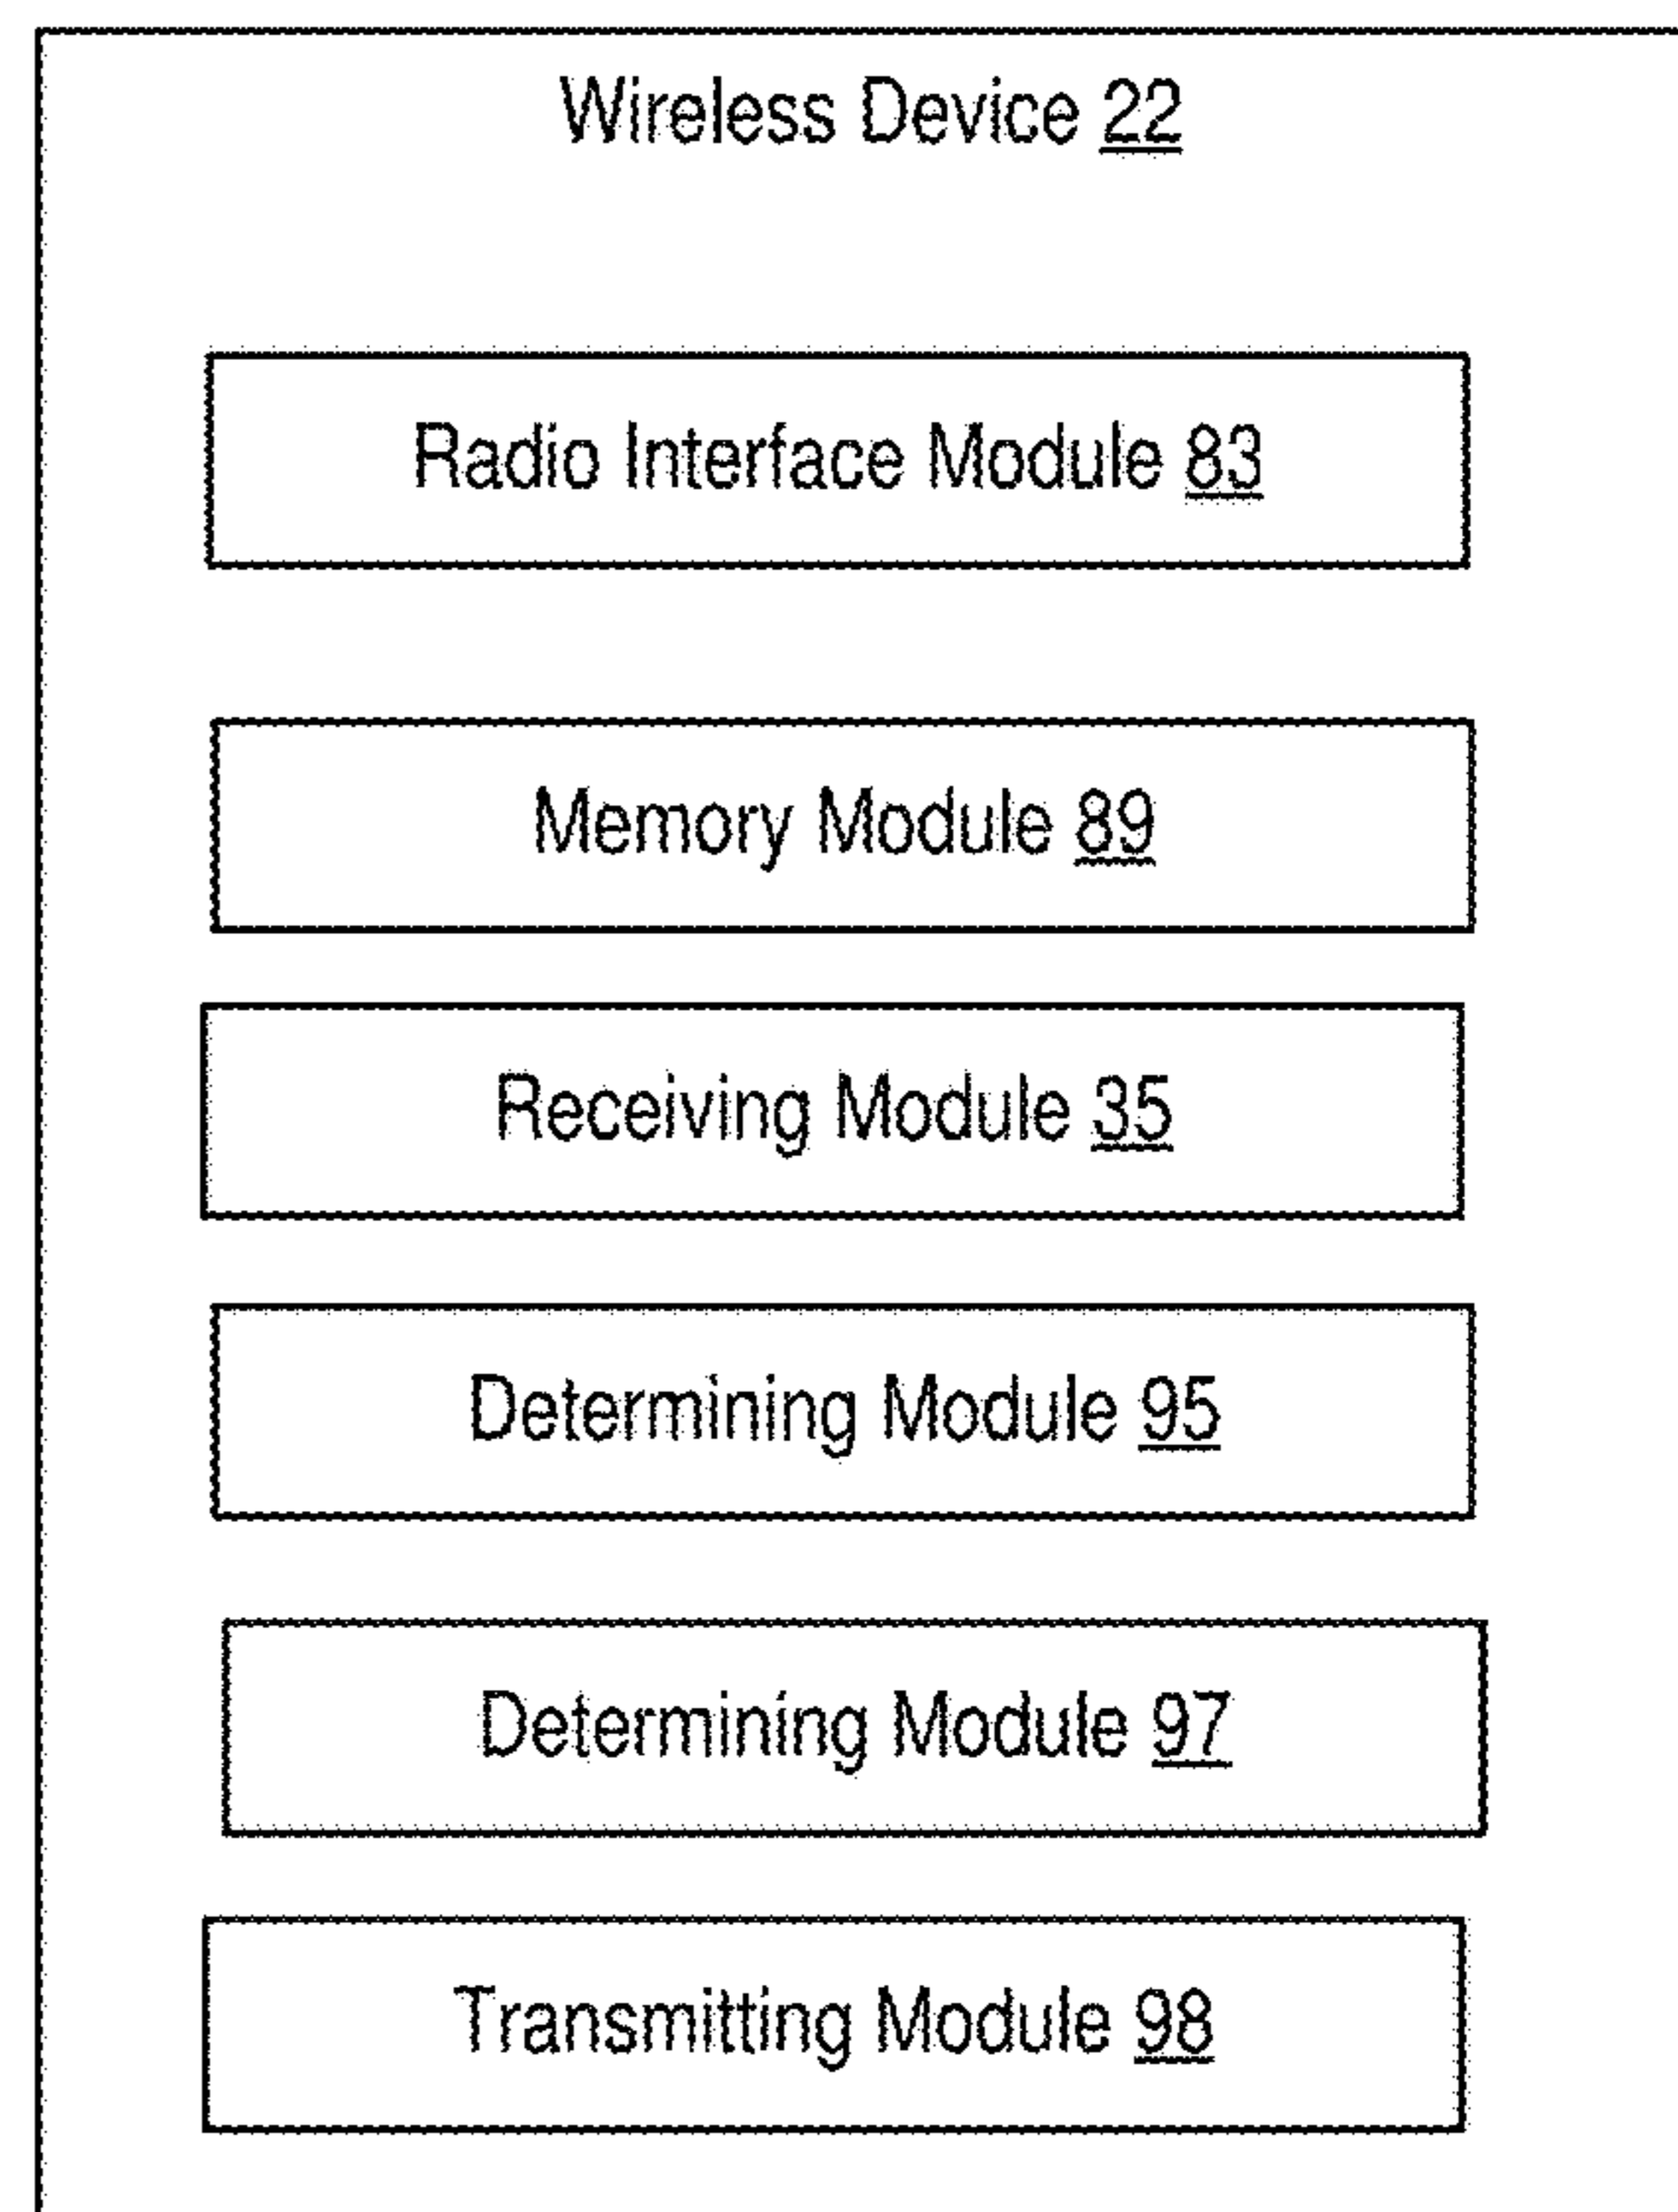 Wireless Device 22
Radio Interface Module 83
Memory Module 89
Receiving Module 35
Determining Module 95
Determining Module 97
Transmitting Module 98